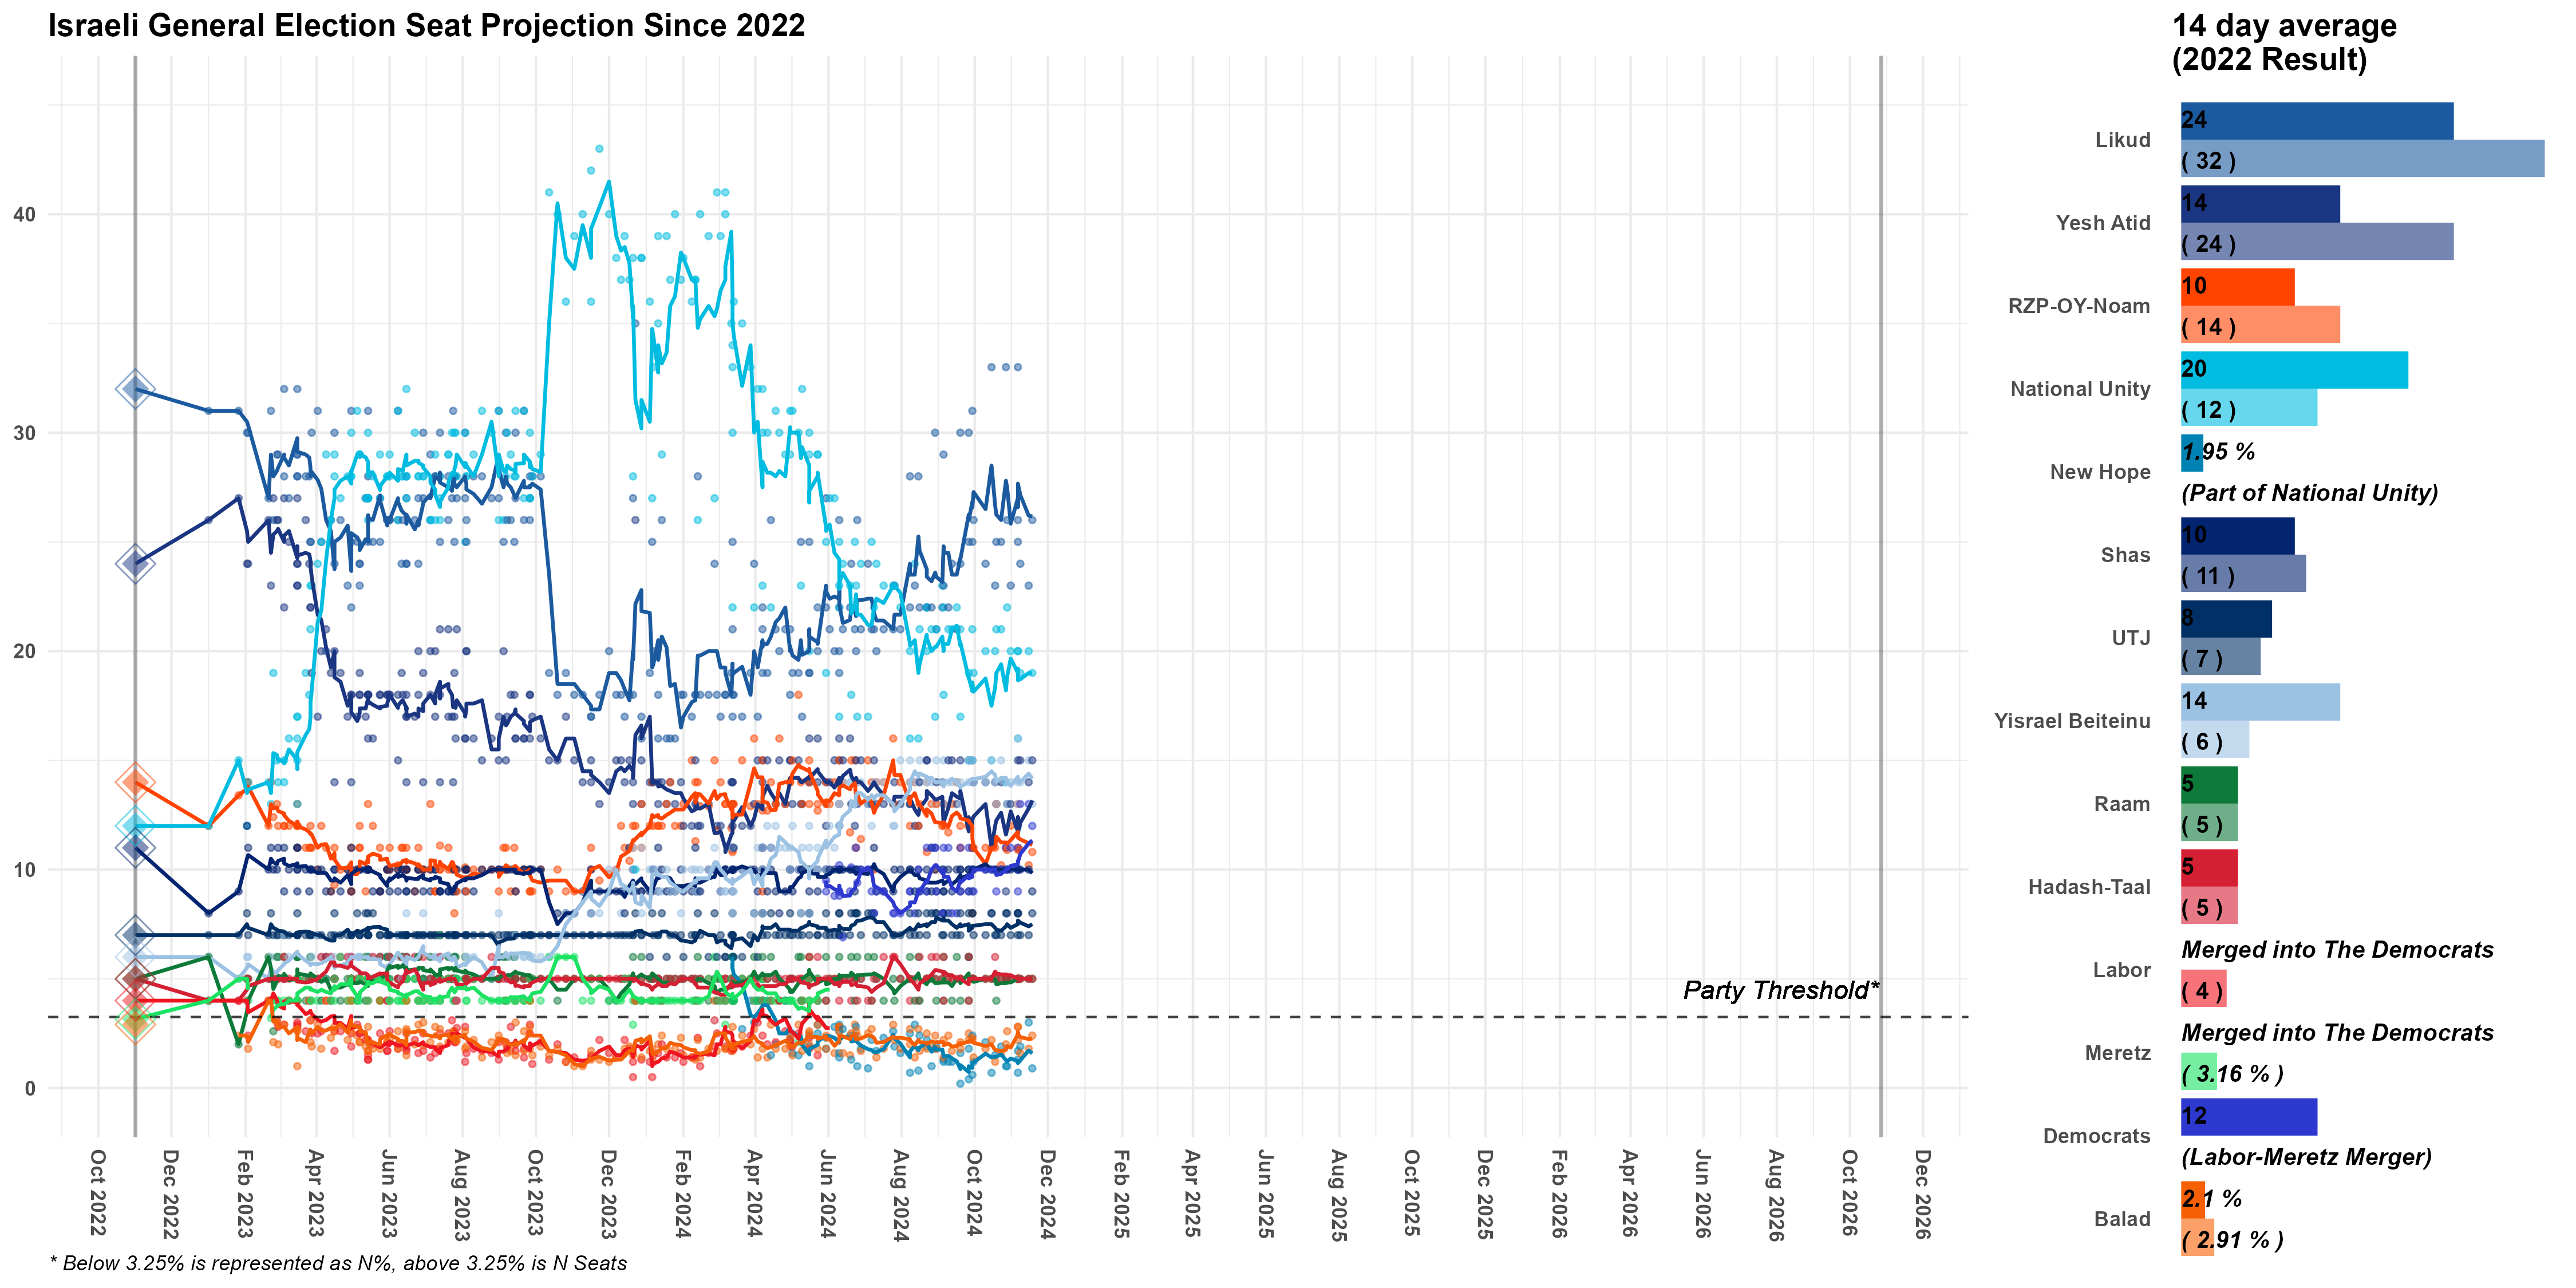 Israeli General Election Seat Projection Since 2022
14 day average
(2022 Result)
40
30
20
10
0
Party Threshold*
Oct 2022
Dec 2022
Feb 2023
Apr 2023
Jun 2023
Aug 2023
Oct 2023
Dec 2023
Feb 2024
Apr 2024
Jun 2024
Aug 2024
Oct 2024
Dec 2024
Feb 2025
Apr 2025
Jun 2025
Aug 2025
Oct 2025
Dec 2025
Feb 2026
Apr 2026
Jun 2026
Aug 2026
Oct 2026
Dec 2026
* Below 3.25% is represented as N%, above 3.25% is N Seats
Likud
24
( 32 )
Yesh Atid
14
( 24 )
RZP-OY-Noam
10
( 14 )
National Unity
20
( 12 )
New Hope
1.95 %
(Part of National Unity)
Shas
10
( 11 )
UTJ
8
( 7 )
Yisrael Beiteinu
14
( 6 )
Raam
5
( 5 )
Hadash-Taal
5
( 5 )
Labor
Merged into The Democrats
( 4 )
Meretz
Merged into The Democrats
( 3.16 % )
Democrats
12
(Labor-Meretz Merger)
Balad
2.1 %
( 2.91 % )